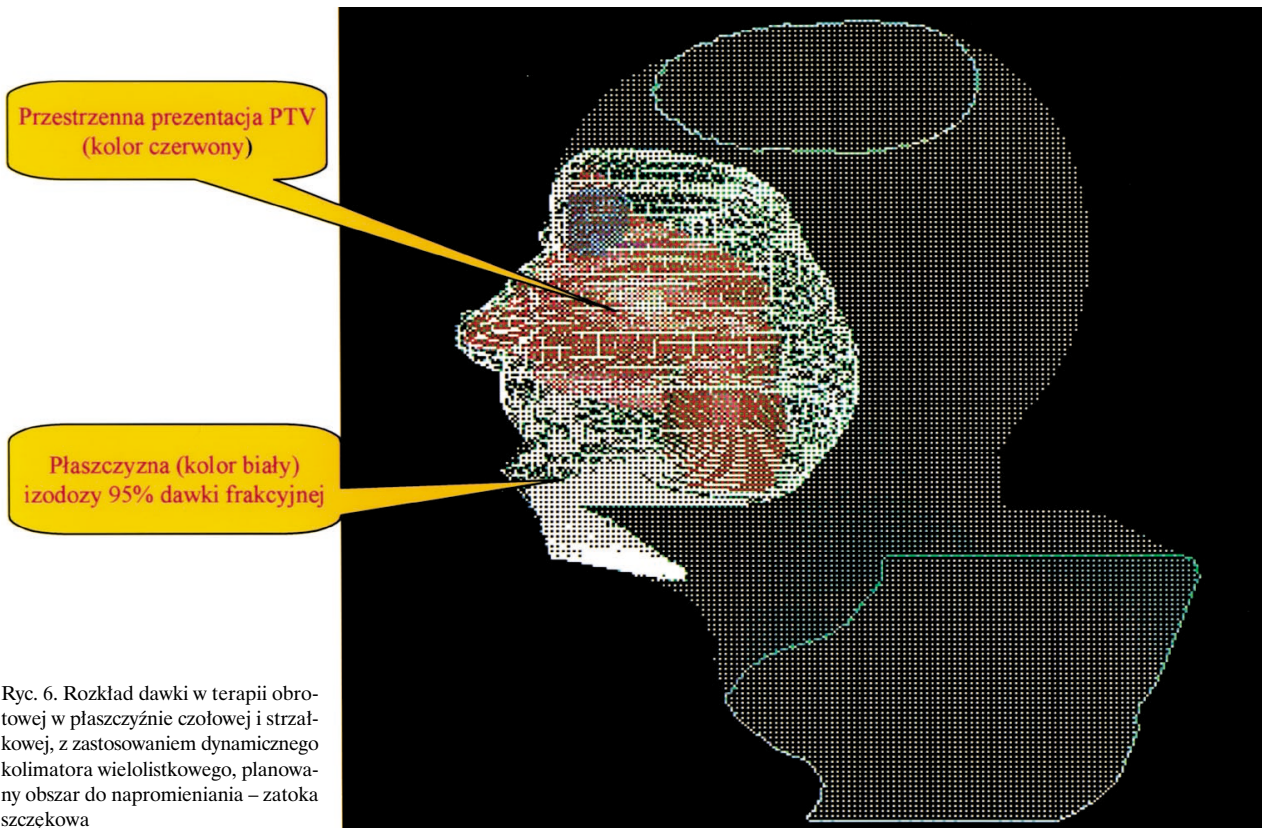 Przestrzenna prezentacja PTV
(kolor czerwony)
Płaszczyzna (kolor biały)
izodozy 95% dawki frakcyjnej
Ryc. 6. Rozkład dawki w terapii obro-
towej w płaszczyźnie czołowej i strzał-
kowej, z zastosowaniem dynamicznego
kolimatora wielolistkowego, planowa-
ny obszar do napromieniania – zatoka
szczękowa